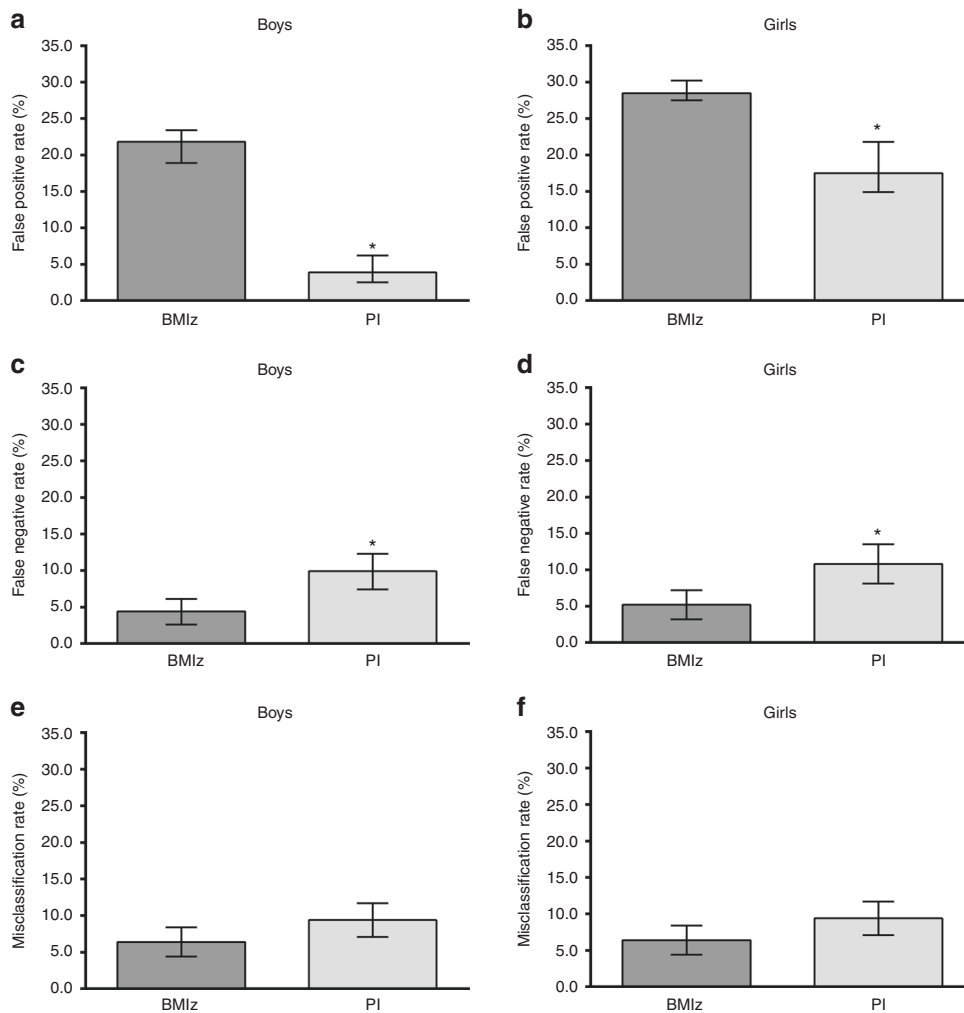 a
Boys
False positive rate (%)
35.0
30.0
25.0
20.0
15.0
10.0
5.0
0.0
*
BMIz
PI
b
Girls
False positive rate (%)
35.0
30.0
25.0
20.0
15.0
10.0
5.0
0.0
*
BMIz
PI
c
Boys
False negative rate (%)
35.0
30.0
25.0
20.0
15.0
10.0
5.0
0.0
*
BMIz
PI
d
Girls
False negative rate (%)
35.0
30.0
25.0
20.0
15.0
10.0
5.0
0.0
*
BMIz
PI
e
Boys
Misclassification rate (%)
35.0
30.0
25.0
20.0
15.0
10.0
5.0
0.0
BMIz
PI
f
Girls
Misclassification rate (%)
35.0
30.0
25.0
20.0
15.0
10.0
5.0
0.0
BMIz
PI